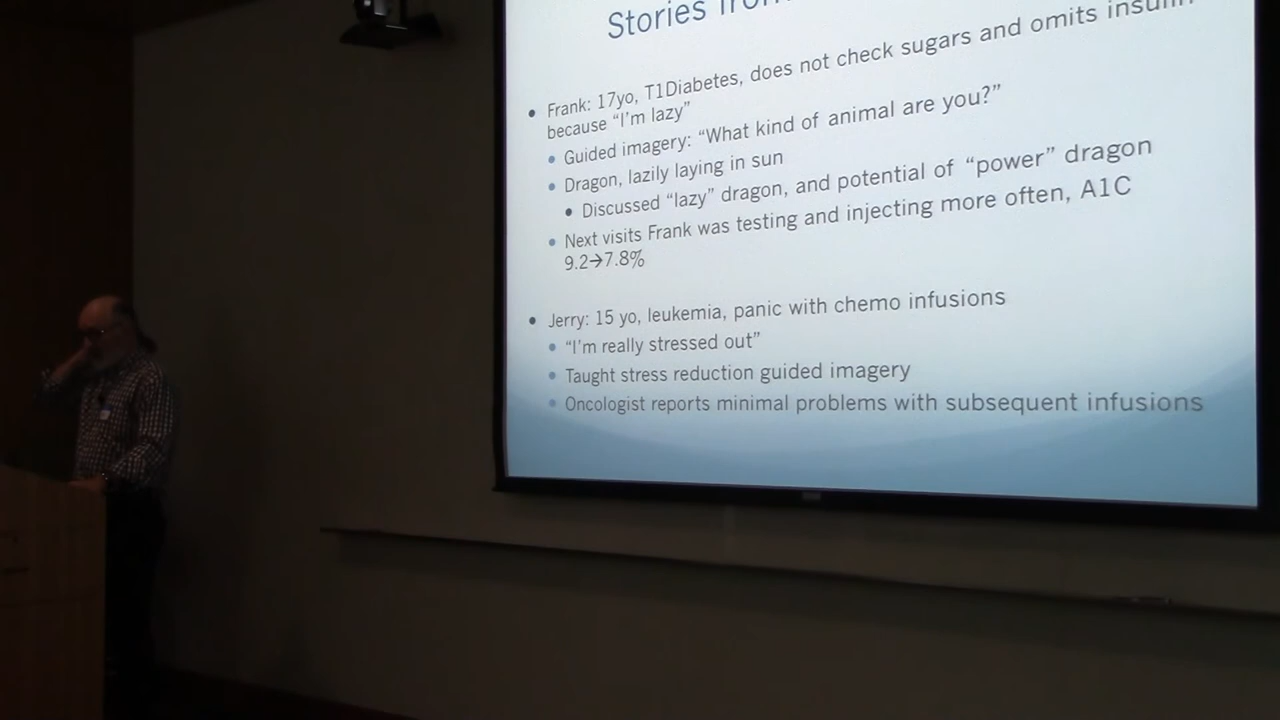 Stories from
• Frank: 17yo, T1Diabetes, does not check sugars and omits insulin
because “I’m lazy”
• Guided imagery: “What kind of animal are you?”
• Dragon, lazily laying in sun
• Discussed “lazy” dragon, and potential of “power” dragon
• Next visits Frank was testing and injecting more often, A1C
9.2→7.8%
• Jerry: 15 yo, leukemia, panic with chemo infusions
• “I’m really stressed out”
• Taught stress reduction guided imagery
• Oncologist reports minimal problems with subsequent infusions